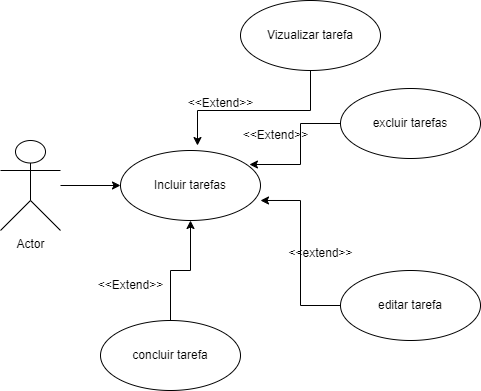 Vizualizar tarefa
<<Extend>>
excluir tarefas
<<Extend>>
Incluir tarefas
Actor
<<extend>>
<<Extend>>
editar tarefa
concluir tarefa